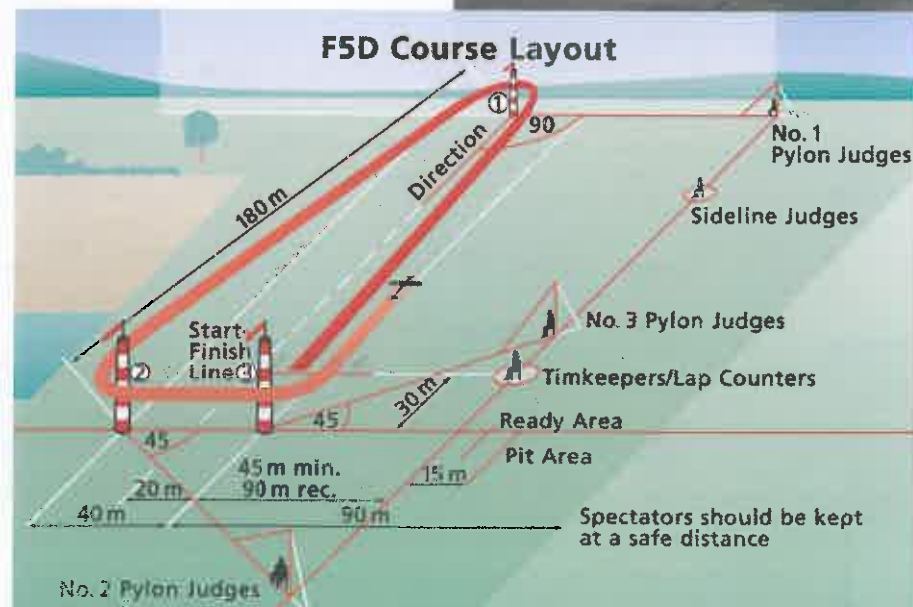 F5D Course Layout
①
90
Direction
No. 1
Pylon Judges
180 m
Sideline Judges
No. 3 Pylon Judges
Start-
Finish
Line
③
②
Timkeepers/Lap Counters
30 m
Ready Area
45
45
Pit Area
45 m min.
90 m rec.
15 m
20 m
40 m
90 m
Spectators should be kept
at a safe distance
No. 2 Pylon Judges